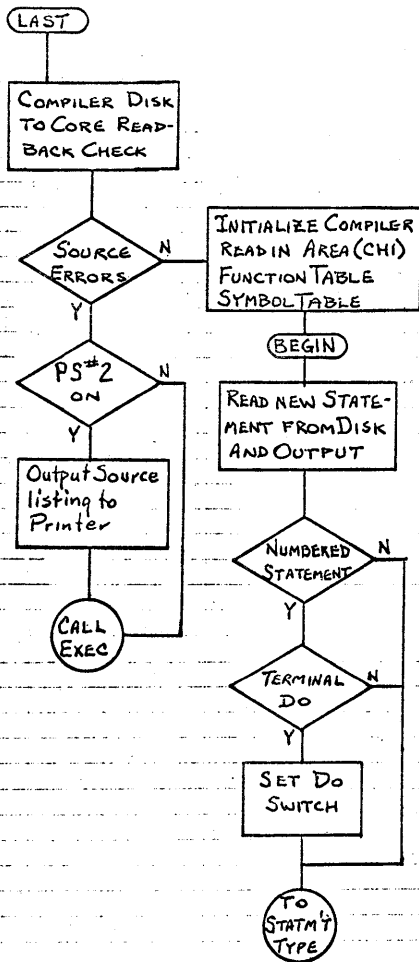 LAST
COMPILER DISK
TO CORE READ-
BACK CHECK
SOURCE
ERRORS
N
Y
PS#2
ON
N
Y
Output Source
listing to
Printer
CALL
EXEC
INITIALIZE COMPILER
READ IN AREA (CHI)
FUNCTION TABLE
SYMBOL TABLE
BEGIN
READ NEW STATE-
MENT FROM DISK
AND OUTPUT
NUMBERED
STATEMENT
N
Y
TERMINAL
DO
N
Y
SET DO
SWITCH
TO
STATM'T
TYPE